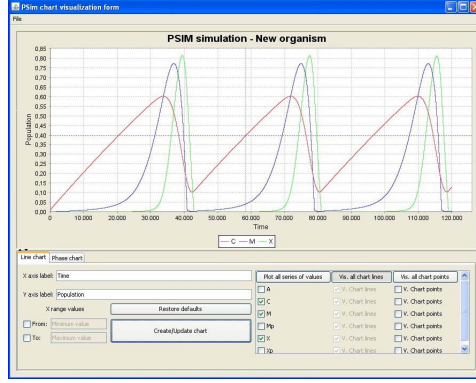 PSim chart visualization form
File
PSIM simulation - New organism
0,85
0,80
0,75
0,70
0,65
0,60
0,55
0,50
0,45
0,40
0,35
0,30
0,25
0,20
0,15
0,10
0,05
0,00
Population
0 10.000 20.000 30.000 40.000 50.000 60.000 70.000 80.000 90.000 100.000 110.000 120.000
Time
C M X
Line chart Phase chart
X axis label: Time
Y axis label: Population
X range values Restore defaults
From: Minimum value
To: Maximum value
Create/Update chart
Plot all series of values Vis. all chart lines Vis. all chart points
A V. Chart lines V. Chart points
C V. Chart lines V. Chart points
M V. Chart lines V. Chart points
Mp V. Chart lines V. Chart points
X V. Chart lines V. Chart points
Xp V. Chart lines V. Chart points